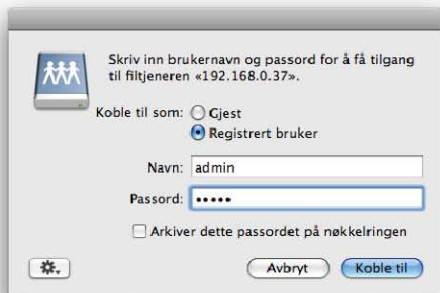 Skriv inn brukernavn og passord for å få tilgang
til filtjeneren «192.168.0.37».
Koble til som: Gjest
Registrert bruker
Navn: admin
Passord: •••••
Arkiver dette passordet på nøkkelringen
Avbryt Koble til